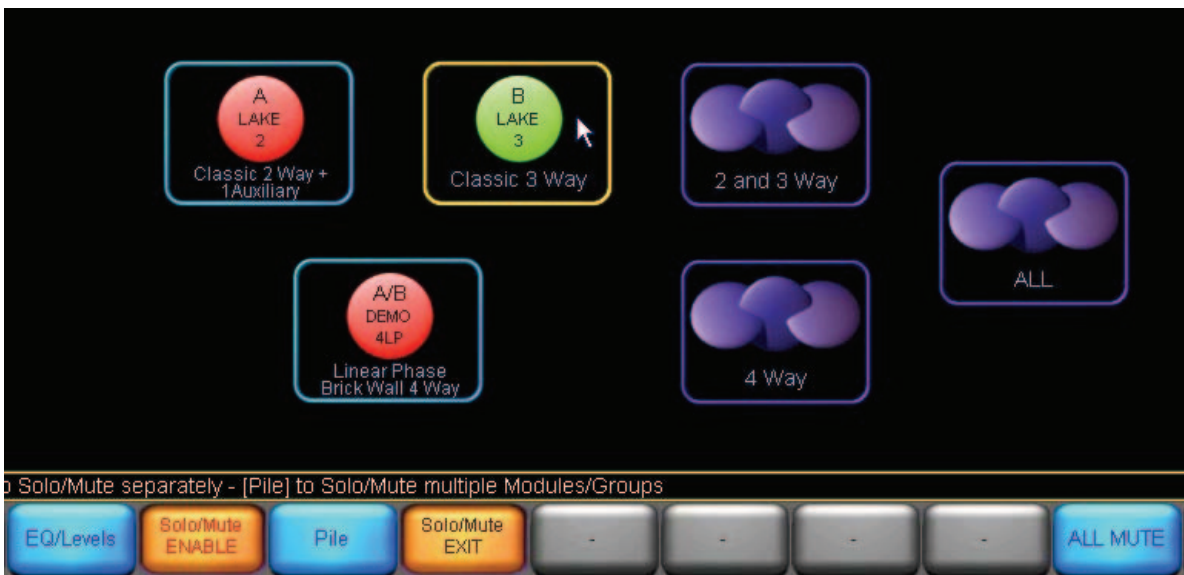 A
LAKE
2
Classic 2 Way +
1Auxiliary
B
LAKE
3
Classic 3 Way
2 and 3 Way
ALL
A/B
DEMO
4LP
Linear Phase
Brick Wall 4 Way
4 Way
Solo/Mute separately - [Pile] to Solo/Mute multiple Modules/Groups
EQ/Levels
Solo/Mute
ENABLE
Pile
Solo/Mute
EXIT
-
-
-
-
ALL MUTE